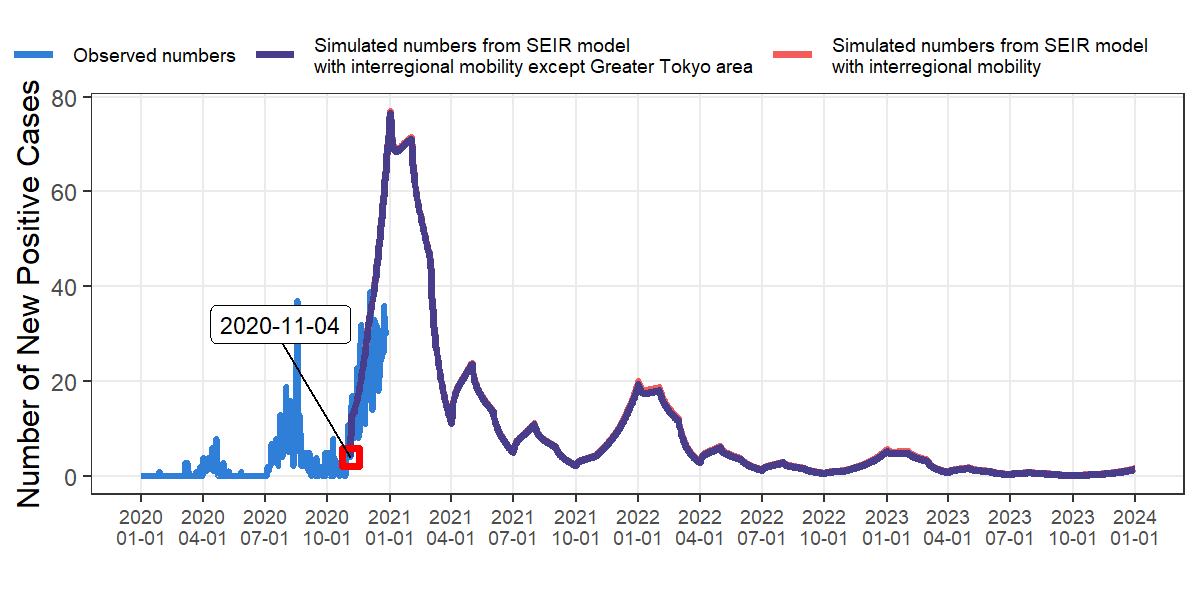 Observed numbers
Simulated numbers from SEIR model
with interregional mobility except Greater Tokyo area
Simulated numbers from SEIR model
with interregional mobility
Number of New Positive Cases
80
60
40
20
0
2020-11-04
2020 2020 2020 2020 2021 2021 2021 2021 2022 2022 2022 2022 2023 2023 2023 2023 2024
01-01 04-01 07-01 10-01 01-01 04-01 07-01 10-01 01-01 04-01 07-01 10-01 01-01 04-01 07-01 10-01 01-01